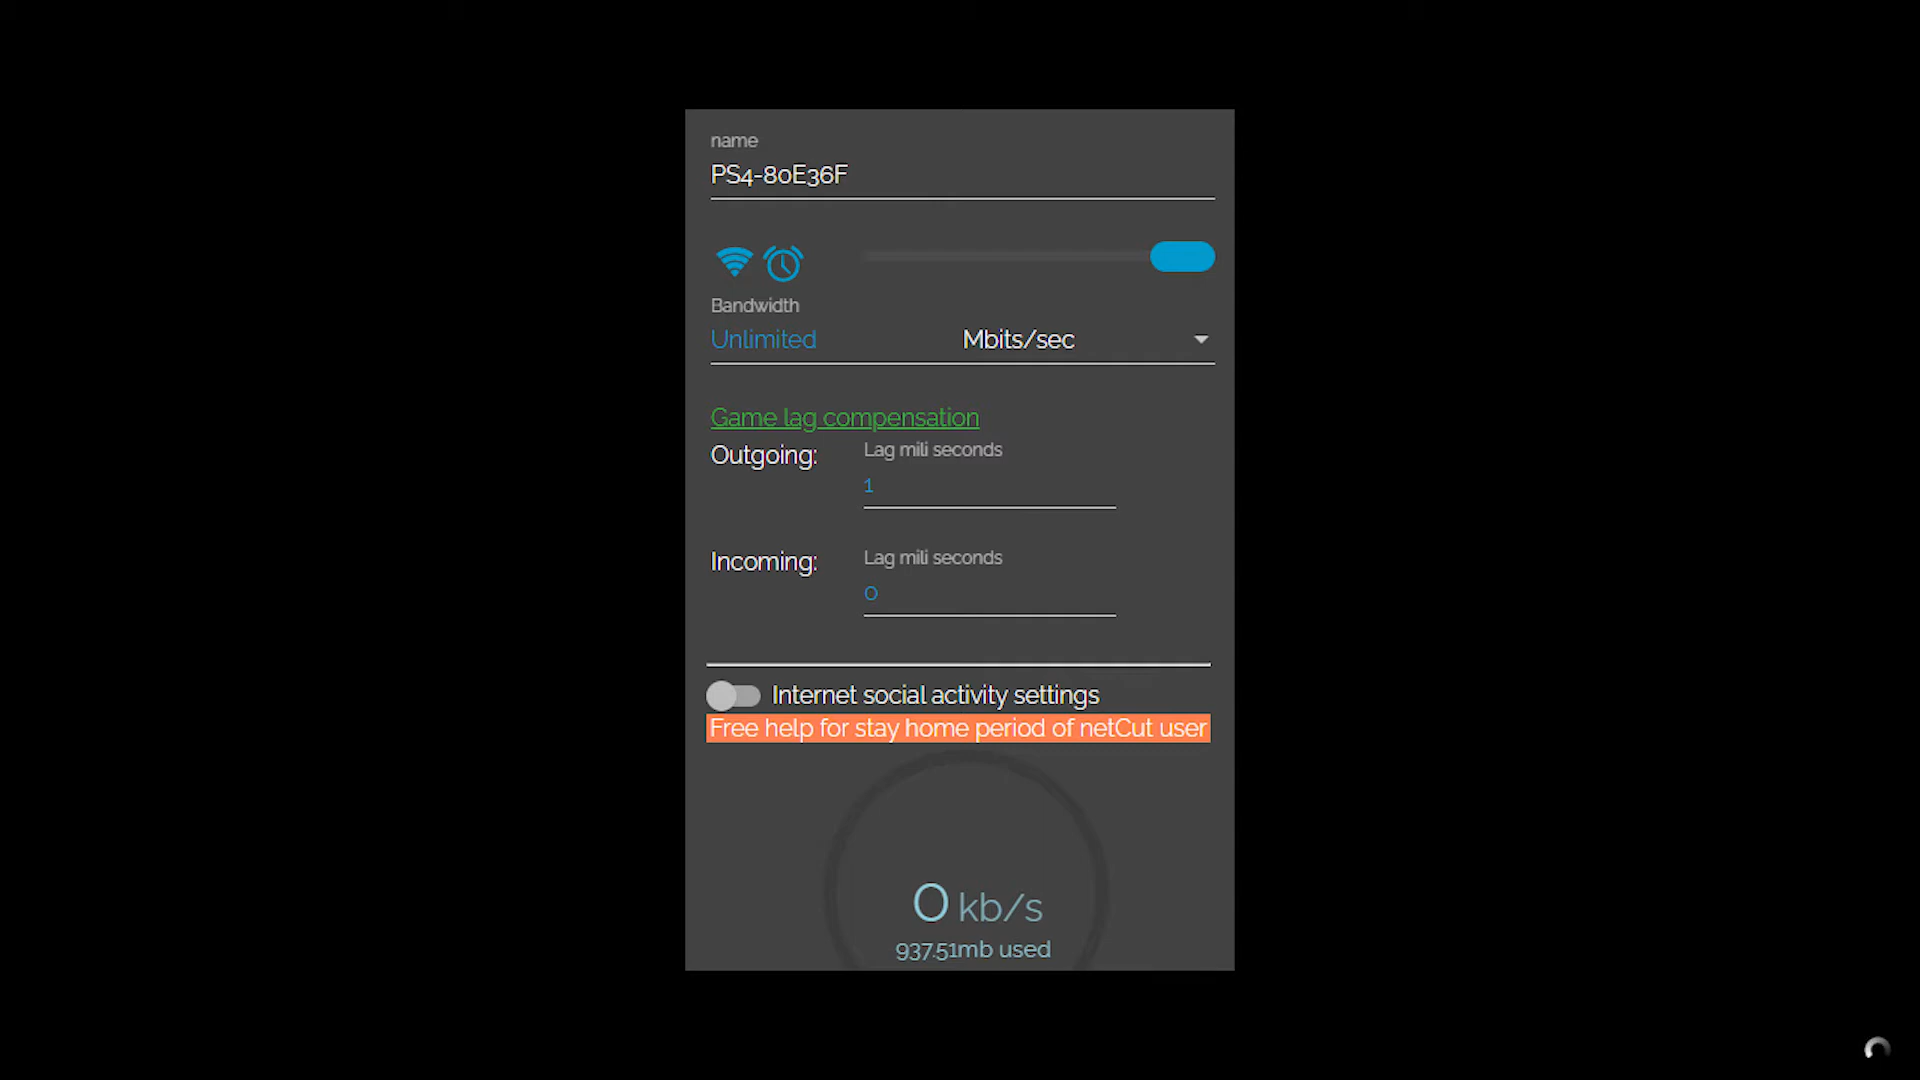 name
PS4-80E36F
Bandwidth
Unlimited Mbits/sec
Game lag compensation
Outgoing: Lag mili seconds
1
Incoming: Lag mili seconds
0
Internet social activity settings
Free help for stay home period of netCut user
0 kb/s
937.51mb used